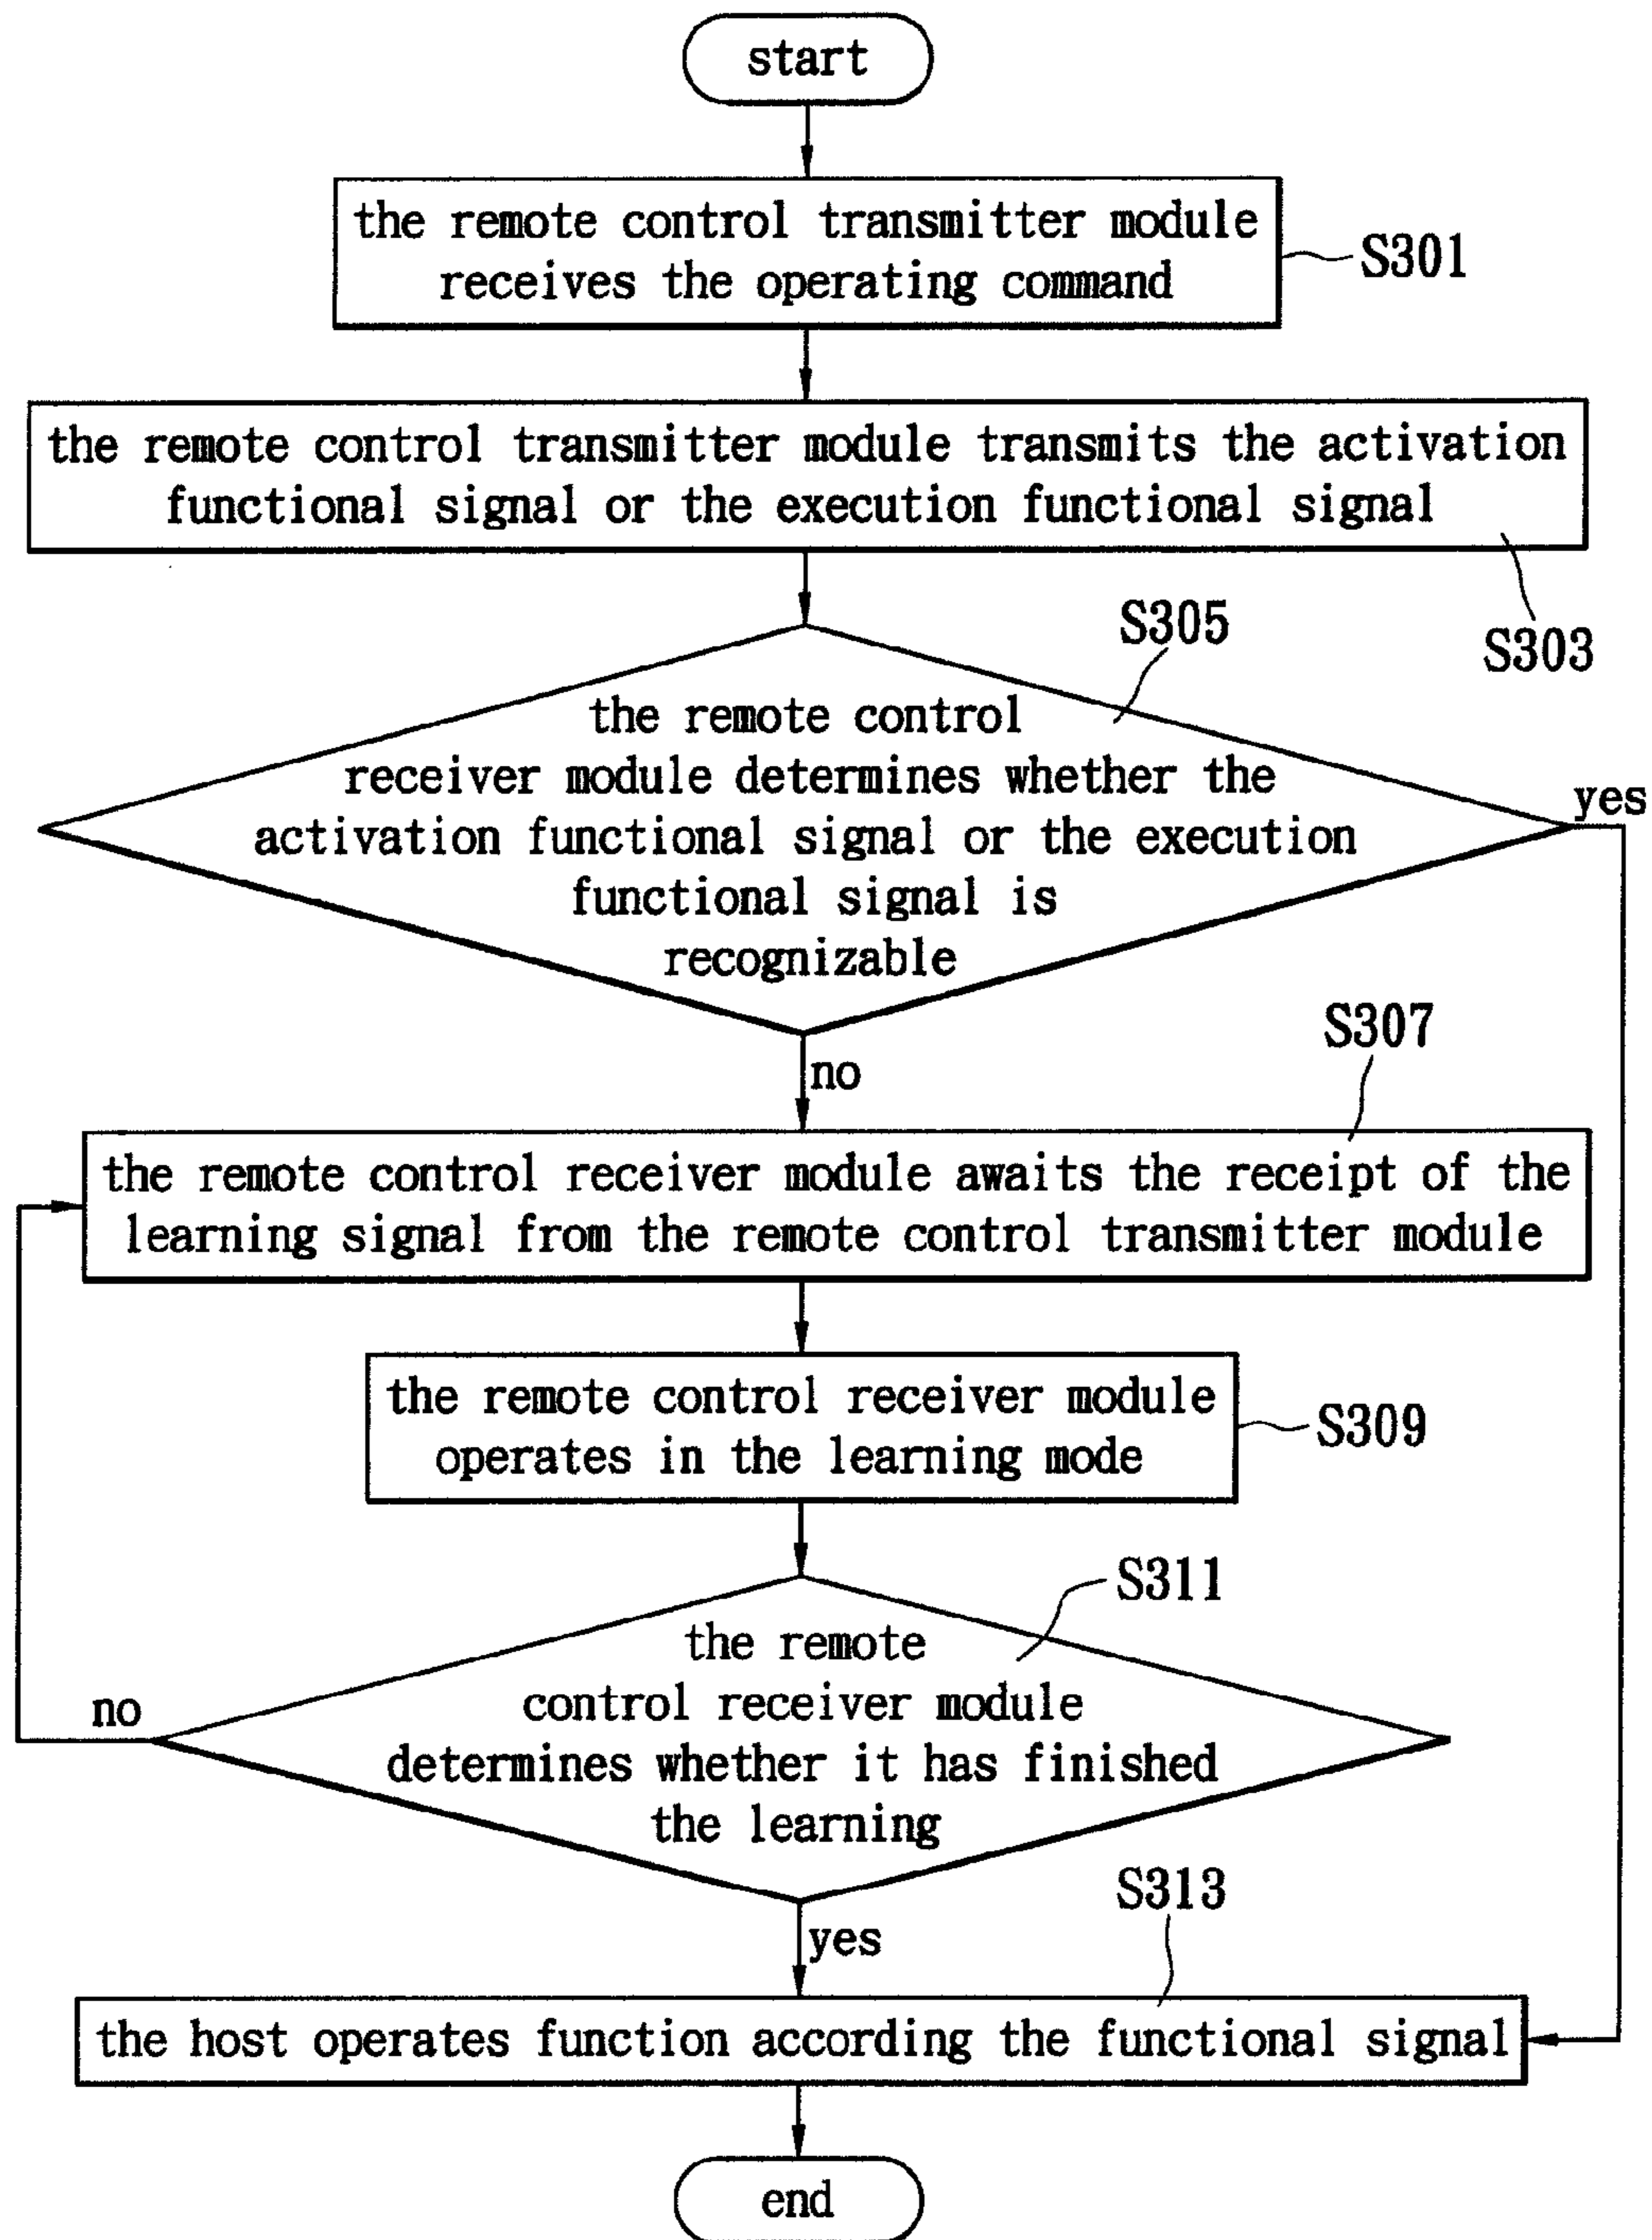 start
the remote control transmitter module
receives the operating command
S301
the remote control transmitter module transmits the activation
functional signal or the execution functional signal
S303
S305
the remote control
receiver module determines whether the
activation functional signal or the execution
functional signal is
recognizable
yes
no
S307
the remote control receiver module awaits the receipt of the
learning signal from the remote control transmitter module
the remote control receiver module
operates in the learning mode
S309
S311
the remote
control receiver module
determines whether it has finished
the learning
no
yes
S313
the host operates function according the functional signal
end